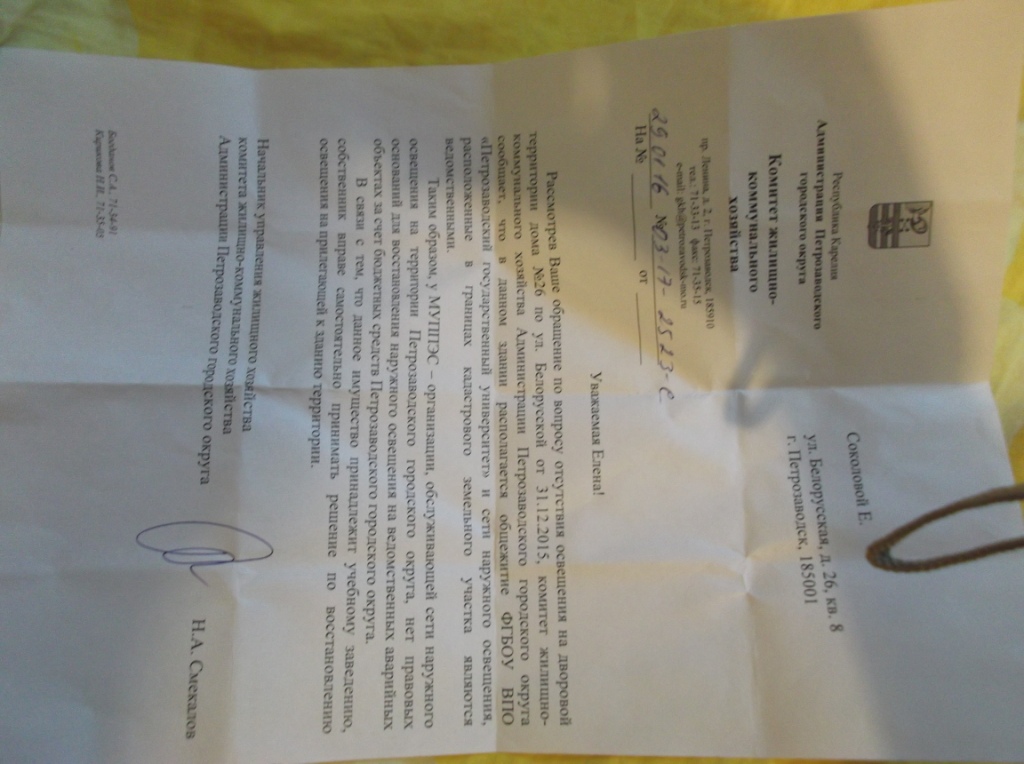 Республика Карелия
Администрация Петрозаводского
городского округа
Комитет жилищно-
коммунального
хозяйства
пр. Ленина, д. 2, г. Петрозаводск, 185910
тел.: 71-33-13 факс: 71-35-15
e-mail: gkh@petrozavodsk-mo.ru
29.01.16 №03-17-2523-С
На № от
Соколовой Е.
ул. Белорусская, д. 26, кв. 8
г. Петрозаводск, 185001
Уважаемая Елена!
Рассмотрев Ваше обращение по вопросу отсутствия освещения на дворовой
территории дома №26 по ул. Белорусской от 31.12.2015, комитет жилищно-
коммунального хозяйства Администрации Петрозаводского городского округа
сообщает, что в данном здании располагается общежитие ФГБОУ ВПО
«Петрозаводский государственный университет» и сети наружного освещения,
расположенные в границах кадастрового земельного участка являются
ведомственными.
Таким образом, у МУППЭС – организации, обслуживающей сети наружного
освещения на территории Петрозаводского городского округа, нет правовых
оснований для восстановления наружного освещения на ведомственных аварийных
объектах за счет бюджетных средств Петрозаводского городского округа.
В связи с тем, что данное имущество принадлежит учебному заведению,
собственник вправе самостоятельно принимать решение по восстановлению
освещения на прилегающей к зданию территории.
Начальник управления жилищного хозяйства
комитета жилищно-коммунального хозяйства
Администрации Петрозаводского городского округа
Н.А. Смекалов
Богданов С.А. 71-34-91
Каракова Н.П. 71-35-05